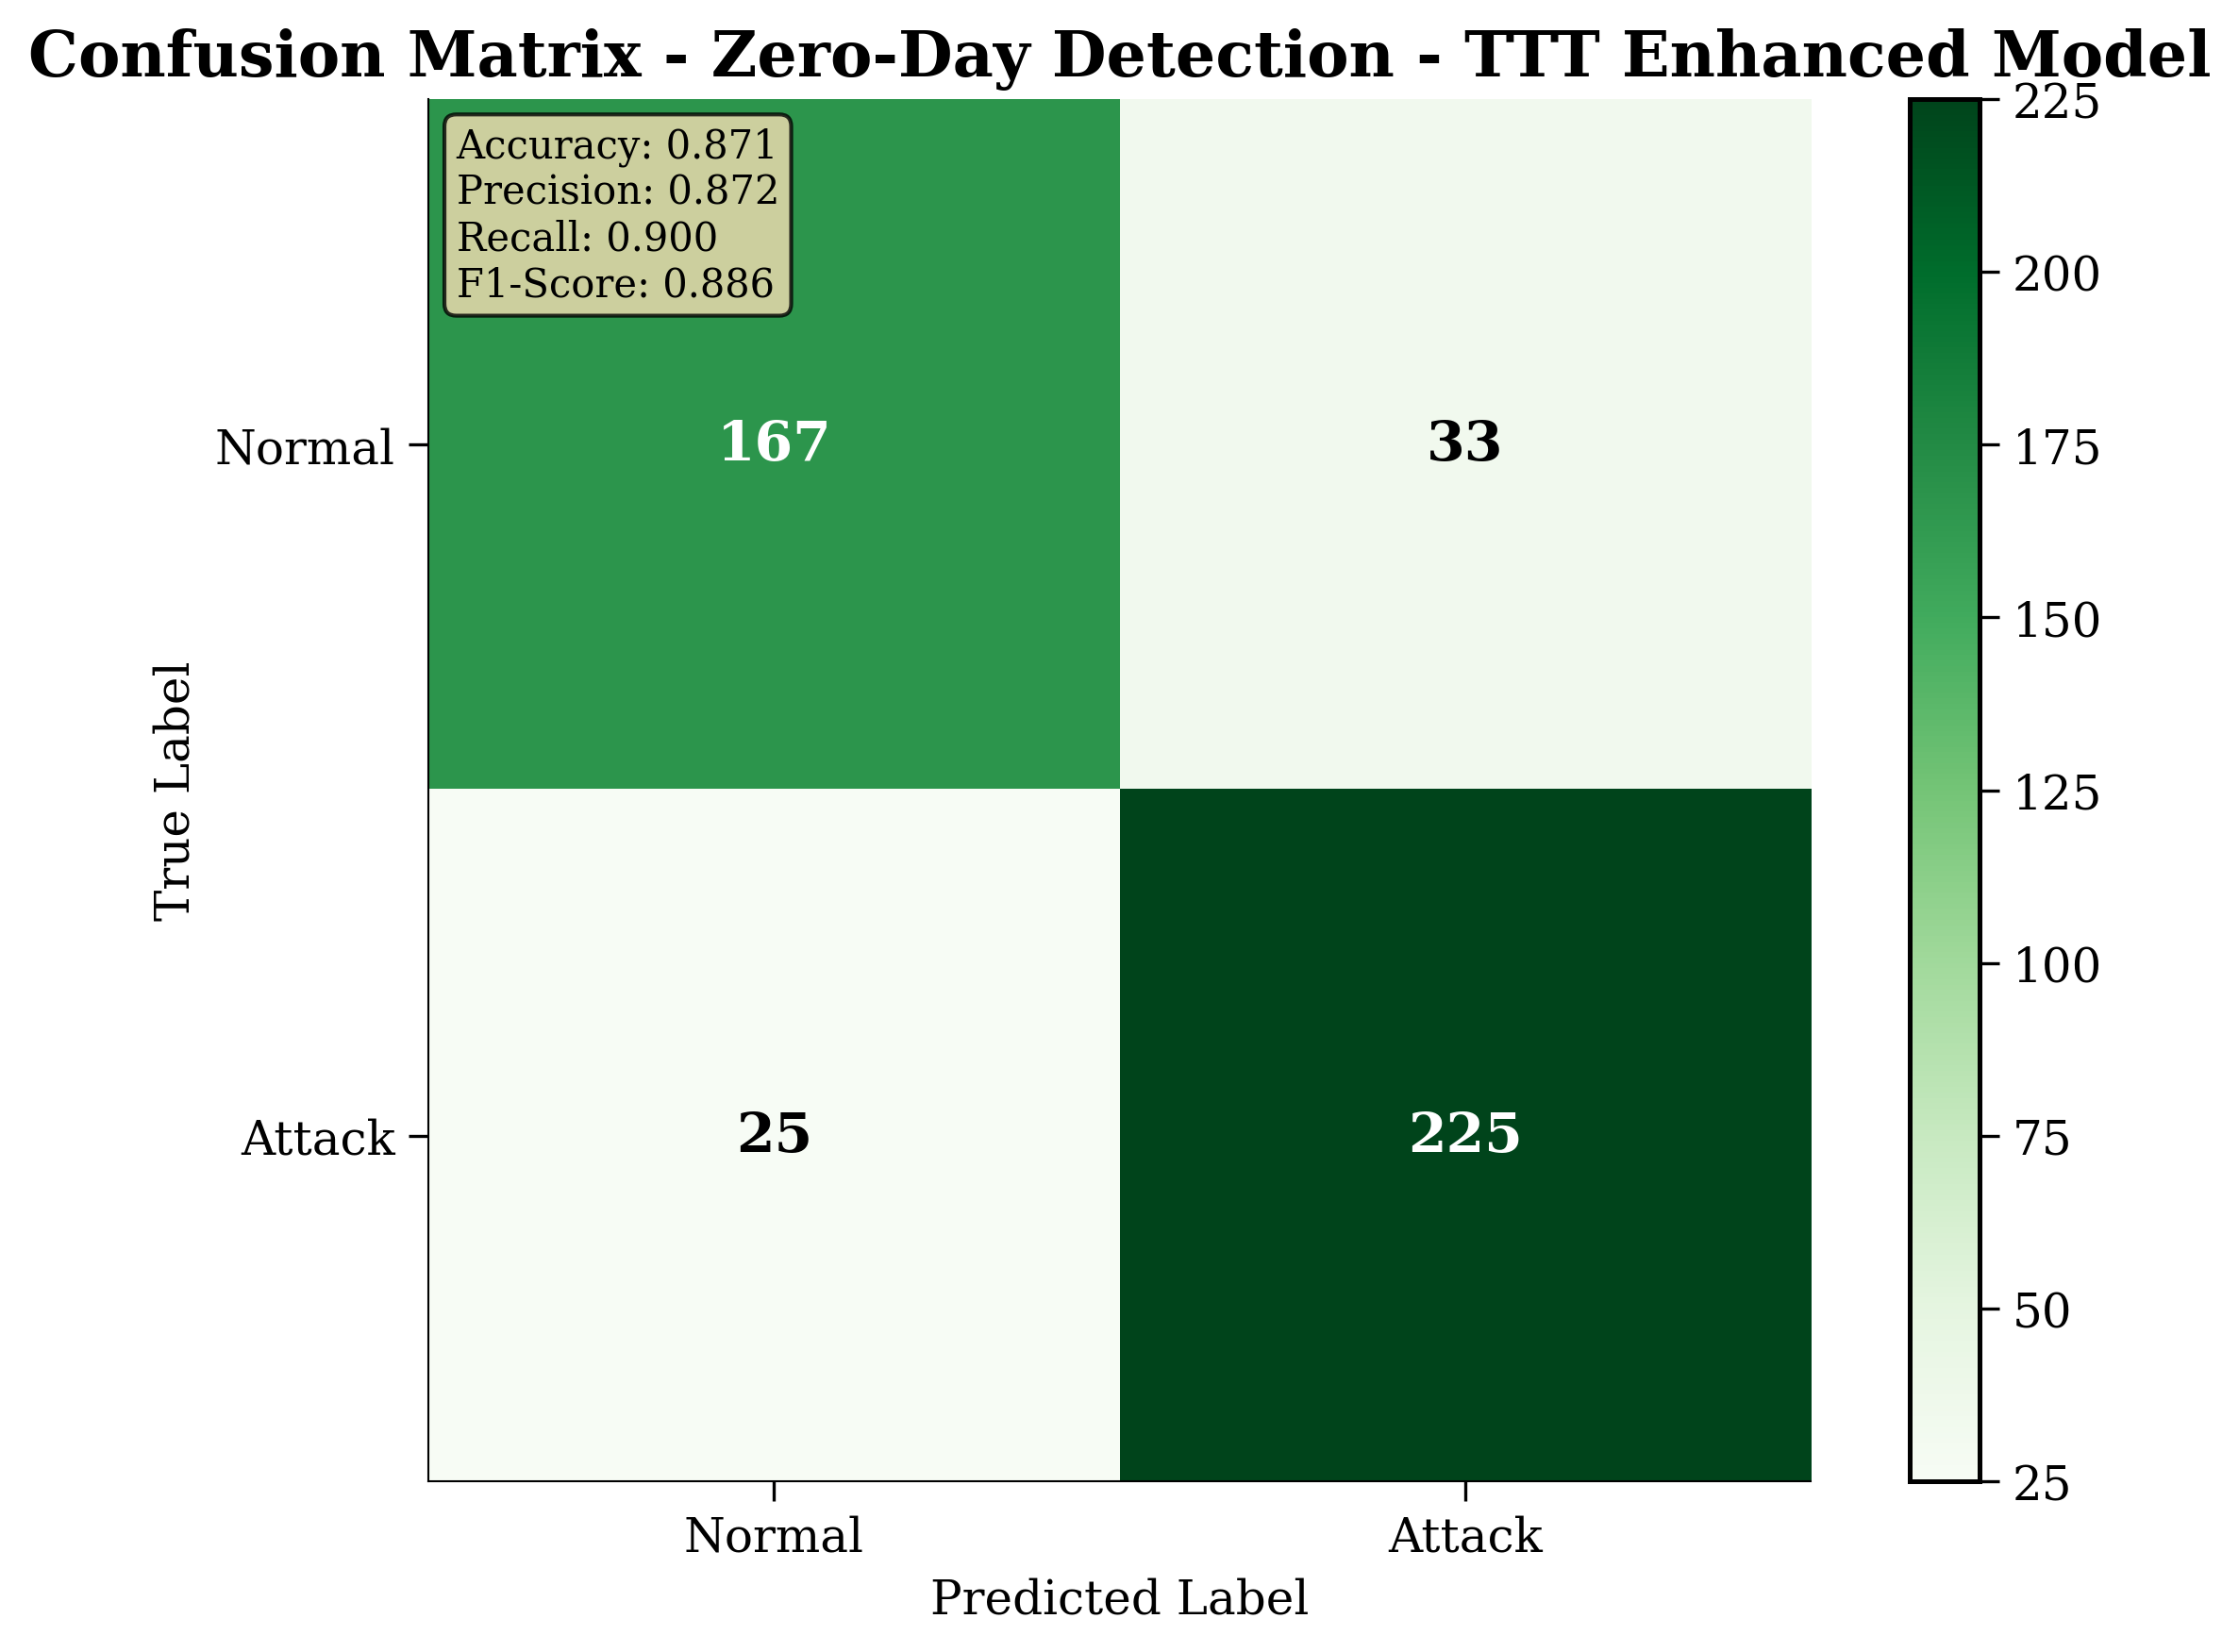 Confusion Matrix - Zero-Day Detection - TTT Enhanced Model
Accuracy: 0.871
Precision: 0.872
Recall: 0.900
F1-Score: 0.886
True Label
Normal
167
33
Attack
25
225
Normal
Attack
Predicted Label
225
200
175
150
125
100
75
50
25